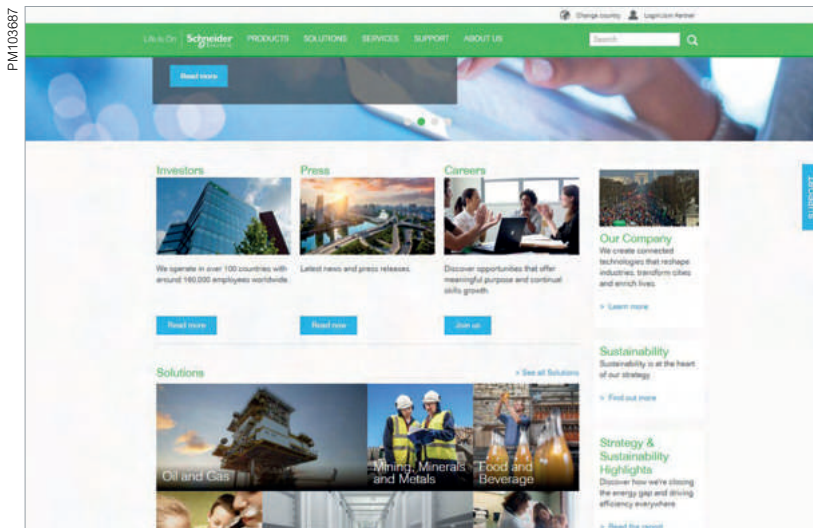 PM103687
Change country
Login/Join Partner
Life Is On Schneider Electric
PRODUCTS SOLUTIONS SERVICES SUPPORT ABOUT US
Search
Read more
Investors
We operate in over 100 countries with
around 160,000 employees worldwide.
Read more
Press
Latest news and press releases.
Read now
Careers
Discover opportunities that offer
meaningful purpose and continual
skills growth.
Join us
Our Company
We create connected
technologies that reshape
industries, transform cities
and enrich lives.
> Learn more
Sustainability
Sustainability is at the heart
of our strategy
> Find out more
Strategy &
Sustainability
Highlights
Discover how we're closing
the energy gap and driving
efficiency everywhere
> Read the report
Solutions
> See all Solutions
Oil and Gas
Mining, Minerals
and Metals
Food and
Beverage